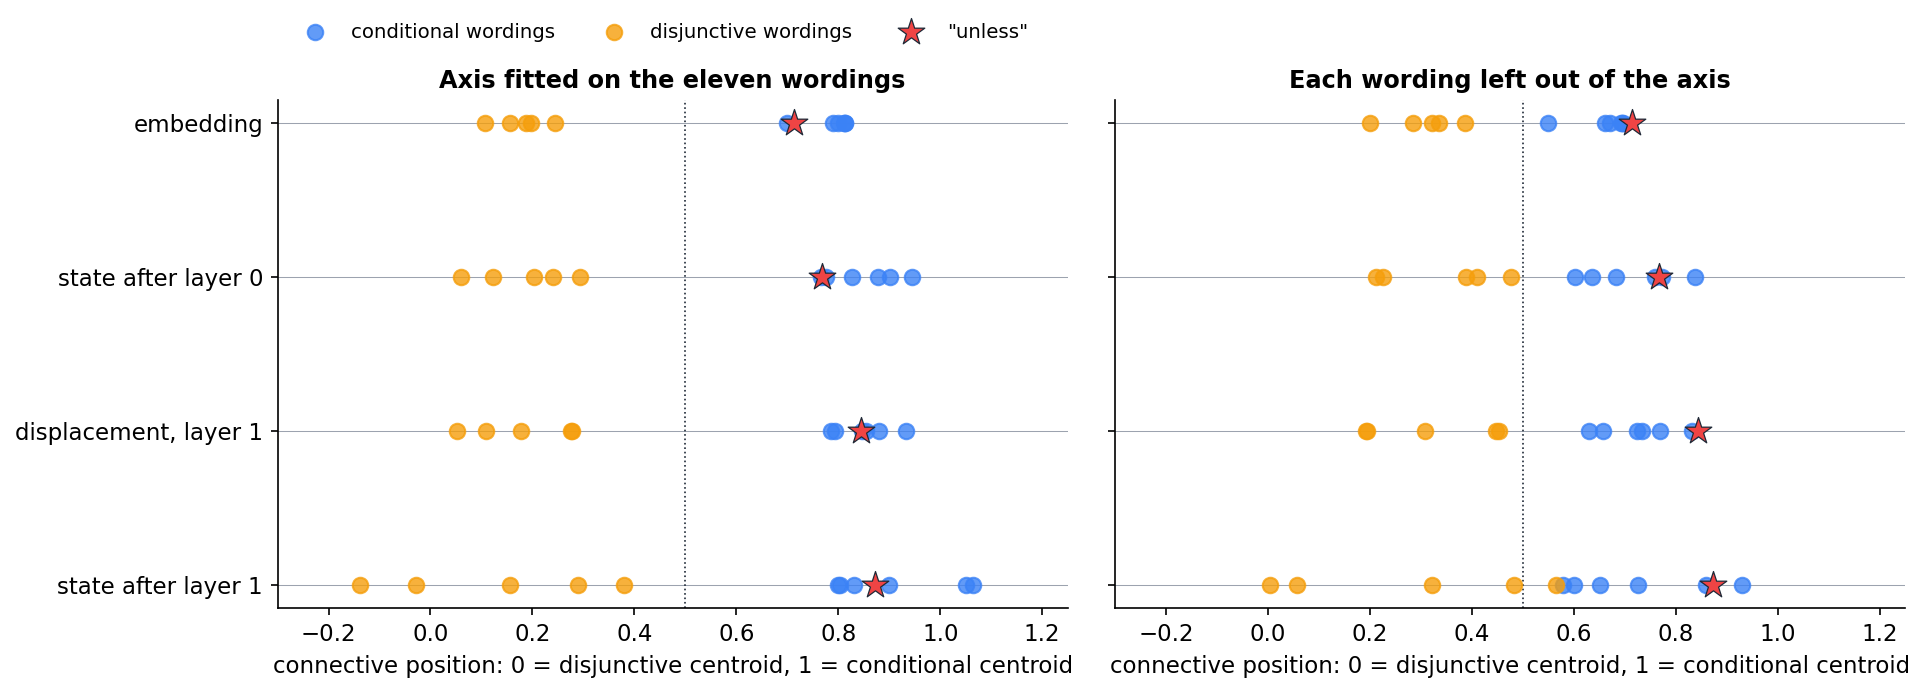 conditional wordings
disjunctive wordings
"unless"
Axis fitted on the eleven wordings
Each wording left out of the axis
embedding
state after layer 0
displacement, layer 1
state after layer 1
−0.2 0.0 0.2 0.4 0.6 0.8 1.0 1.2
−0.2 0.0 0.2 0.4 0.6 0.8 1.0 1.2
connective position: 0 = disjunctive centroid, 1 = conditional centroid
connective position: 0 = disjunctive centroid, 1 = conditional centroid